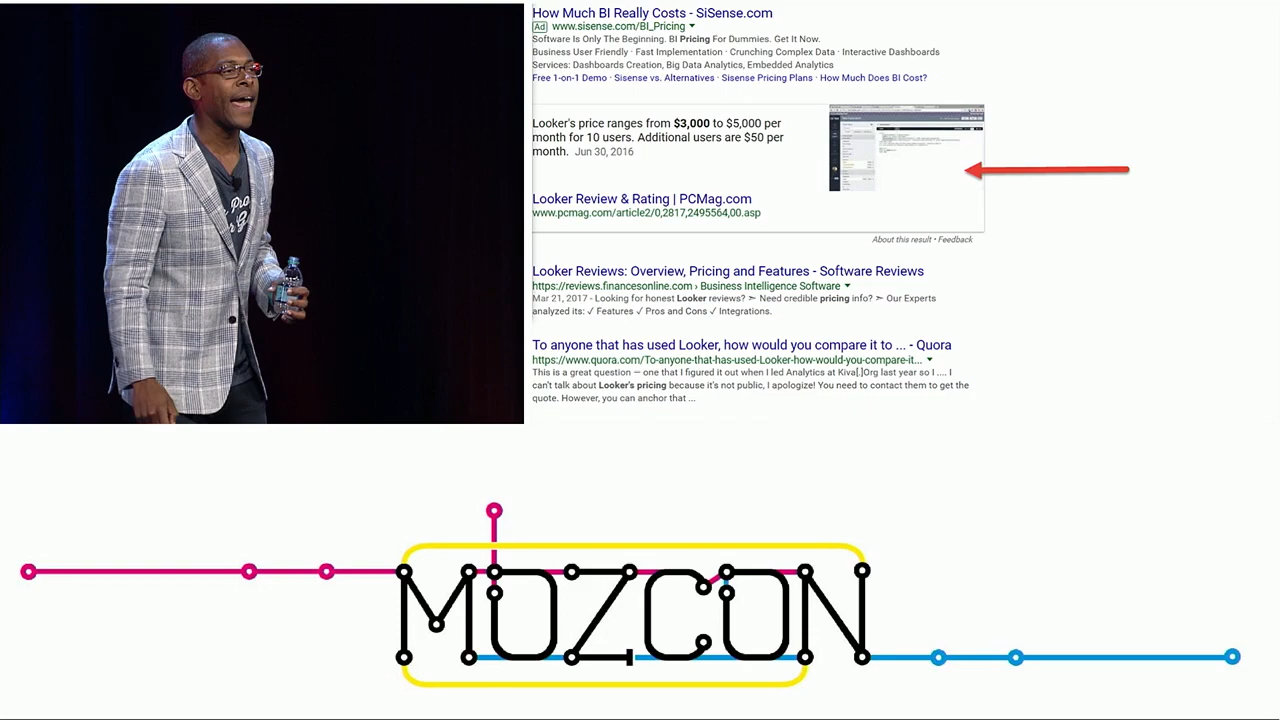 Pro
How Much BI Really Costs - SiSense.com
Ad www.sisense.com/BI_Pricing
Software Is Only The Beginning. BI Pricing For Dummies. Get It Now.
Business User Friendly · Fast Implementation · Crunching Complex Data · Interactive Dashboards
Services: Dashboards Creation, Big Data Analytics, Embedded Analytics
Free 1-on-1 Demo · Sisense vs. Alternatives · Sisense Pricing Plans · How Much Does BI Cost?
Looker's price ranges from $3,000 to $5,000 per
month for 10 users. Additional users are $50 per
month. Jun 30, 2016
Looker Review & Rating | PCMag.com
www.pcmag.com/article2/0,2817,2495564,00.asp
About this result • Feedback
Looker Reviews: Overview, Pricing and Features - Software Reviews
https://reviews.financesonline.com › Business Intelligence Software
Mar 21, 2017 - Looking for honest Looker reviews? ➣ Need credible pricing info? ➣ Our Experts
analyzed its: ✓ Features ✓ Pros and Cons ✓ Integrations.
To anyone that has used Looker, how would you compare it to ... - Quora
https://www.quora.com/To-anyone-that-has-used-Looker-how-would-you-compare-it...
This is a great question — one that I figured it out when I led Analytics at Kiva[.]Org last year so I .... I
can't talk about Looker's pricing because it's not public, I apologize! You need to contact them to get the
quote. However, you can anchor that ...
MOZCON